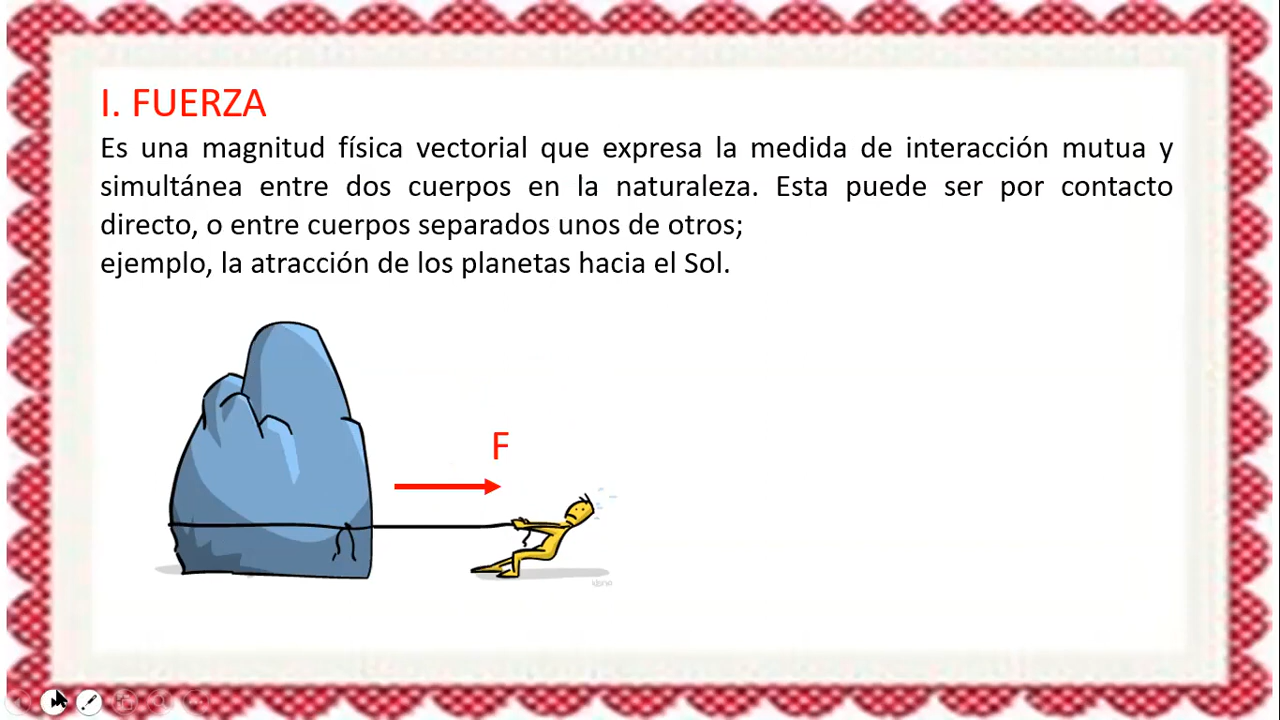 I. FUERZA
Es una magnitud física vectorial que expresa la medida de interacción mutua y
simultánea entre dos cuerpos en la naturaleza. Esta puede ser por contacto
directo, o entre cuerpos separados unos de otros;
ejemplo, la atracción de los planetas hacia el Sol.
F